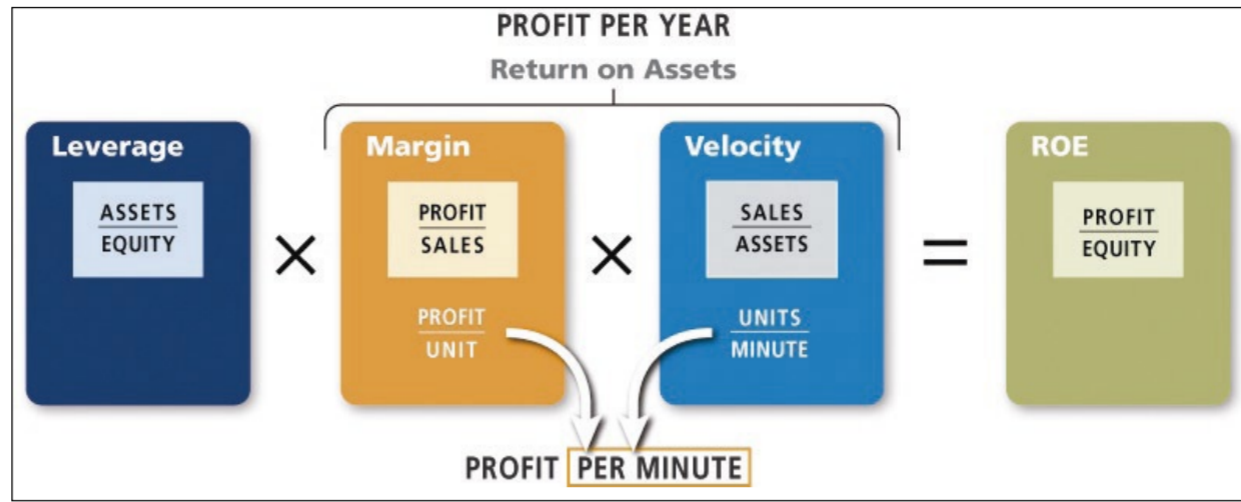 PROFIT PER YEAR
Return on Assets
Leverage
ASSETS
EQUITY
×
Margin
PROFIT
SALES
PROFIT
UNIT
×
Velocity
SALES
ASSETS
UNITS
MINUTE
=
ROE
PROFIT
EQUITY
PROFIT PER MINUTE